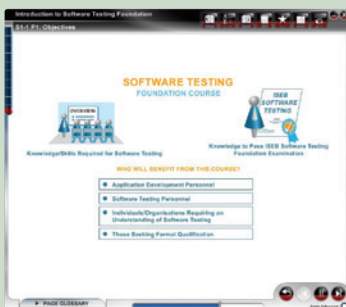 Introduction to Software Testing Foundation
S1-1 P1: Objectives
SOFTWARE TESTING
FOUNDATION COURSE
OVERVIEW
ISEB
SOFTWARE
TESTING
Knowledge/Skills Required for Software Testing
Knowledge to Pass ISEB Software Testing
Foundation Examination
WHO WILL BENEFIT FROM THIS COURSE?
Application Development Personnel
Software Testing Personnel
Individuals/Organisations Requiring an
Understanding of Software Testing
Those Seeking Formal Qualification
PAGE GLOSSARY